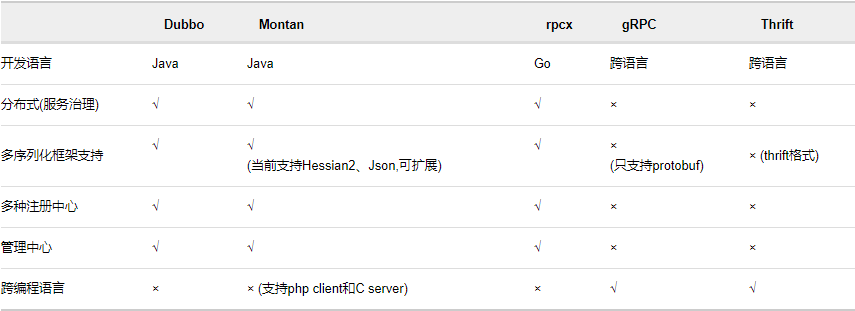 Dubbo Montan rpcx gRPC Thrift
开发语言 Java Java Go 跨语言 跨语言
分布式(服务治理) √ √ √ × ×
多序列化框架支持 √ √ (当前支持Hessian2、Json,可扩展) √ × (只支持protobuf) × (thrift格式)
多种注册中心 √ √ √ × ×
管理中心 √ √ √ × ×
跨编程语言 × × (支持php client和C server) × √ √